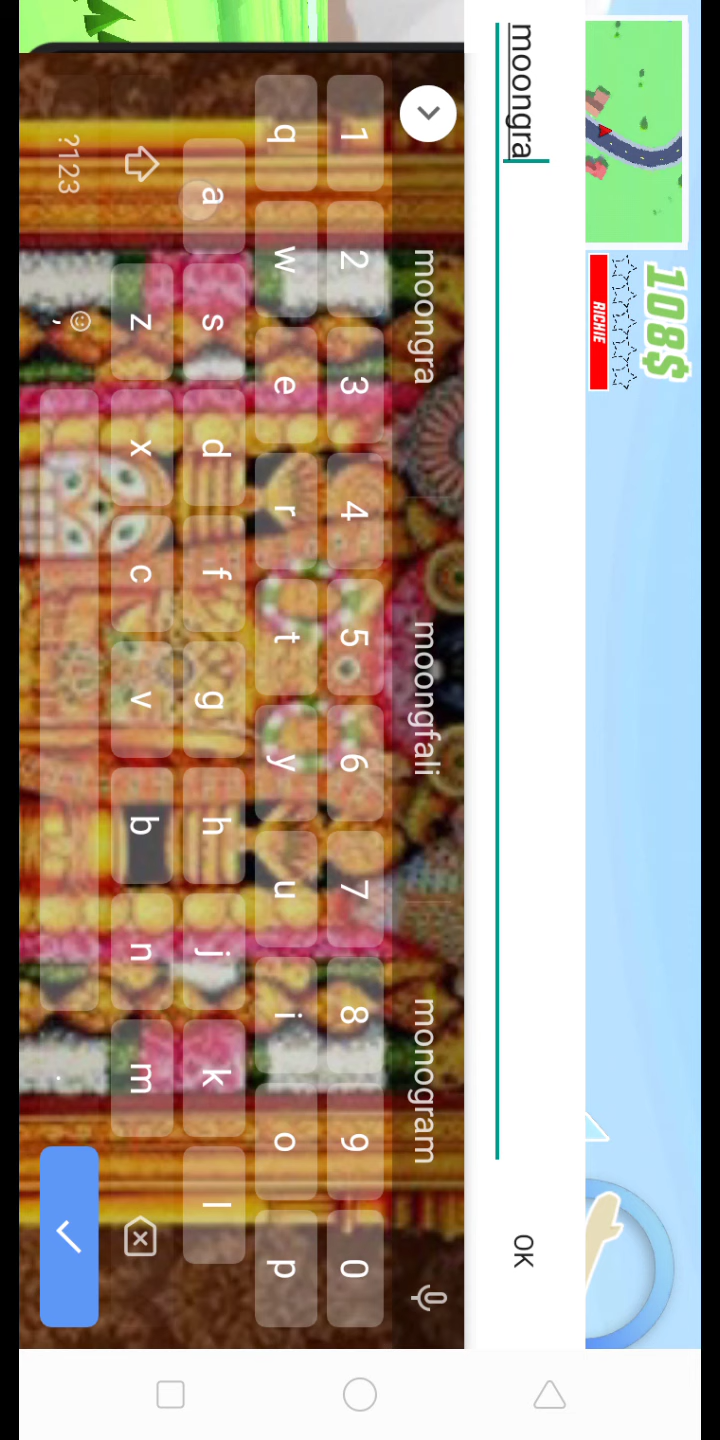 108$
RICHIE
moongra
OK
moongra moongfali monogram
1 2 3 4 5 6 7 8 9 0
q w e r t y u i o p
a s d f g h j k l
z x c v b n m
?123 , .